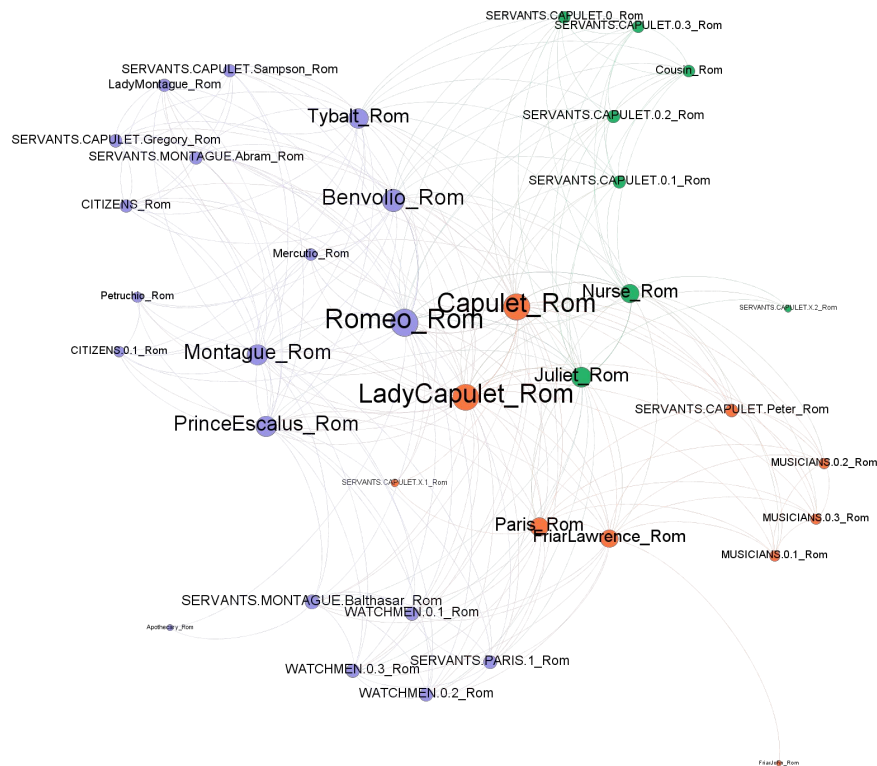 SERVANTS.CAPULET.0_Rom
SERVANTS.CAPULET.0.3_Rom
SERVANTS.CAPULET.Sampson_Rom
Cousin_Rom
LadyMontague_Rom
Tybalt_Rom
SERVANTS.CAPULET.0.2_Rom
SERVANTS.CAPULET.Gregory_Rom
SERVANTS.MONTAGUE.Abram_Rom
SERVANTS.CAPULET.0.1_Rom
Benvolio_Rom
CITIZENS_Rom
Mercutio_Rom
Nurse_Rom
Petruchio_Rom
Capulet_Rom
SERVANTS.CAPULET.X.2_Rom
Romeo_Rom
CITIZENS.0.1_Rom
Montague_Rom
Juliet_Rom
LadyCapulet_Rom
SERVANTS.CAPULET.Peter_Rom
PrinceEscalus_Rom
MUSICIANS.0.2_Rom
SERVANTS.CAPULET.X.1_Rom
MUSICIANS.0.3_Rom
Paris_Rom
FriarLawrence_Rom
MUSICIANS.0.1_Rom
SERVANTS.MONTAGUE.Balthasar_Rom
WATCHMEN.0.1_Rom
Apothecary_Rom
SERVANTS.PARIS.1_Rom
WATCHMEN.0.3_Rom
WATCHMEN.0.2_Rom
FriarJohn_Rom